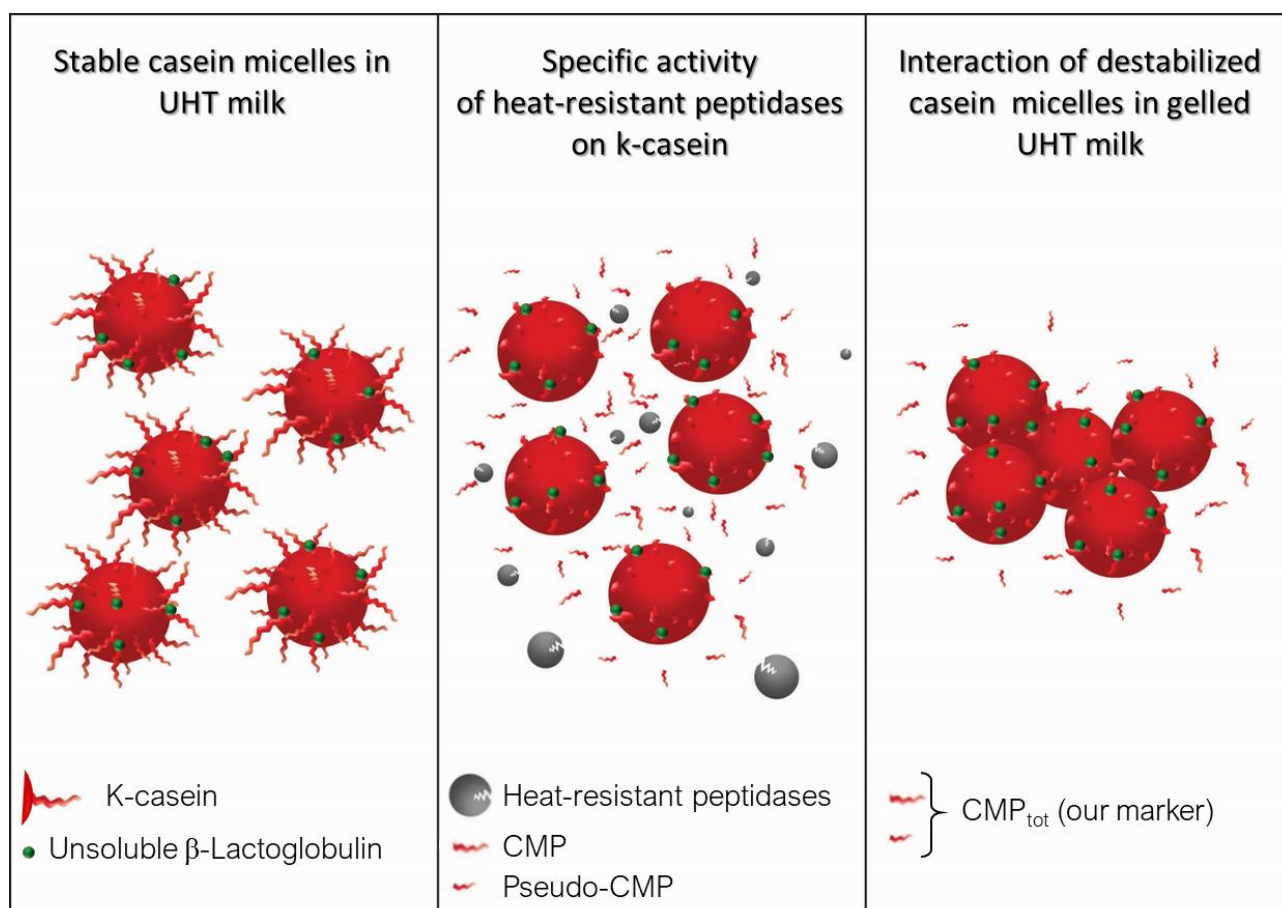 Stable casein micelles in
UHT milk
K-casein
Unsoluble β-Lactoglobulin
Specific activity
of heat-resistant peptidases
on k-casein
Heat-resistant peptidases
CMP
Pseudo-CMP
Interaction of destabilized
casein micelles in gelled
UHT milk
CMPtot (our marker)